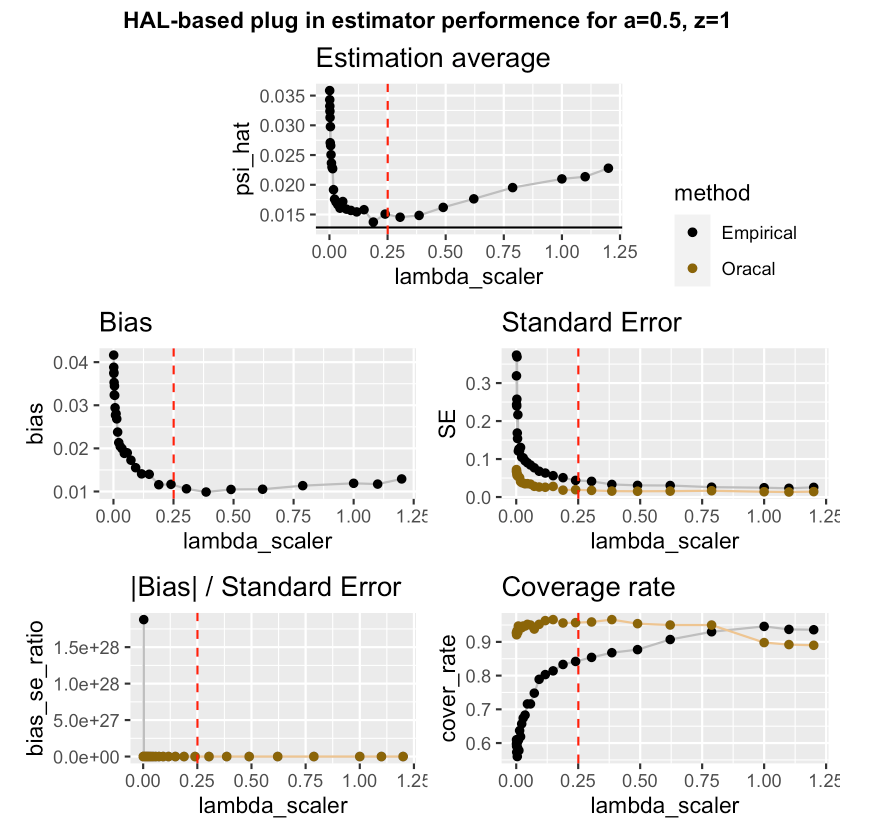 HAL-based plug in estimator performence for a=0.5, z=1
Estimation average
0.035
0.030
0.025
0.020
0.015
psi_hat
0.00 0.25 0.50 0.75 1.00 1.25
lambda_scaler
method
Empirical
Oracal
Bias
0.04
0.03
0.02
0.01
bias
0.00 0.25 0.50 0.75 1.00 1.25
lambda_scaler
Standard Error
0.3
0.2
0.1
0.0
SE
0.00 0.25 0.50 0.75 1.00 1.25
lambda_scaler
|Bias| / Standard Error
1.5e+28
1.0e+28
5.0e+27
0.0e+00
bias_se_ratio
0.00 0.25 0.50 0.75 1.00 1.25
lambda_scaler
Coverage rate
0.9
0.8
0.7
0.6
cover_rate
0.00 0.25 0.50 0.75 1.00 1.25
lambda_scaler